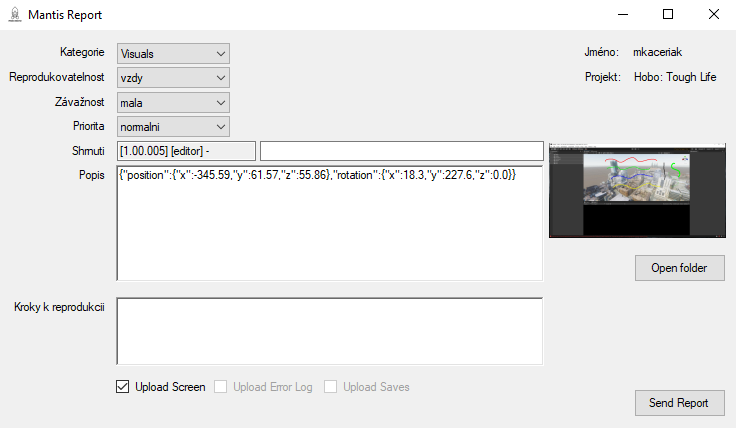 Mantis Report
Kategorie Visuals
Jméno: mkaceriak
Reprodukovatelnost vzdy
Projekt: Hobo: Tough Life
Závažnost mala
Priorita normalni
Shrnuti [1.00.005] [editor] -
Popis {"position":{"x":-345.59,"y":61.57,"z":55.86},"rotation":{"x":18.3,"y":227.6,"z":0.0}}
Open folder
Kroky k reprodukcii
Upload Screen Upload Error Log Upload Saves
Send Report